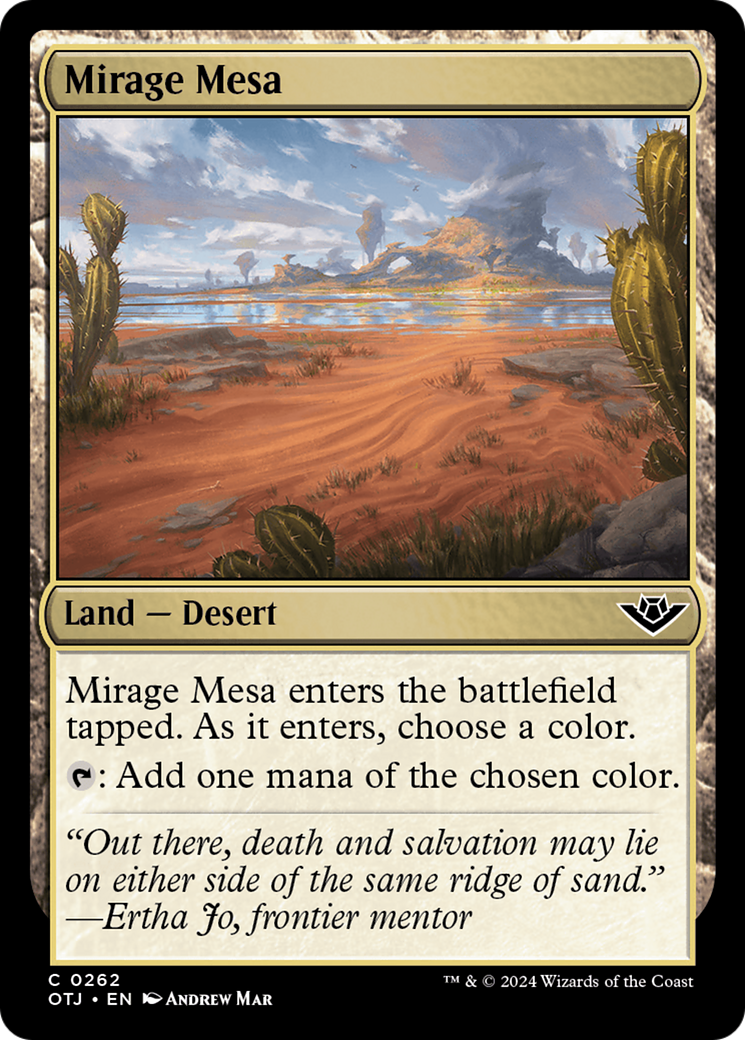 Mirage Mesa
Land — Desert
Mirage Mesa enters the battlefield
tapped. As it enters, choose a color.
: Add one mana of the chosen color.
“Out there, death and salvation may lie
on either side of the same ridge of sand.”
—Ertha Jo, frontier mentor
C 0262
OTJ • EN Andrew Mar
™ & © 2024 Wizards of the Coast